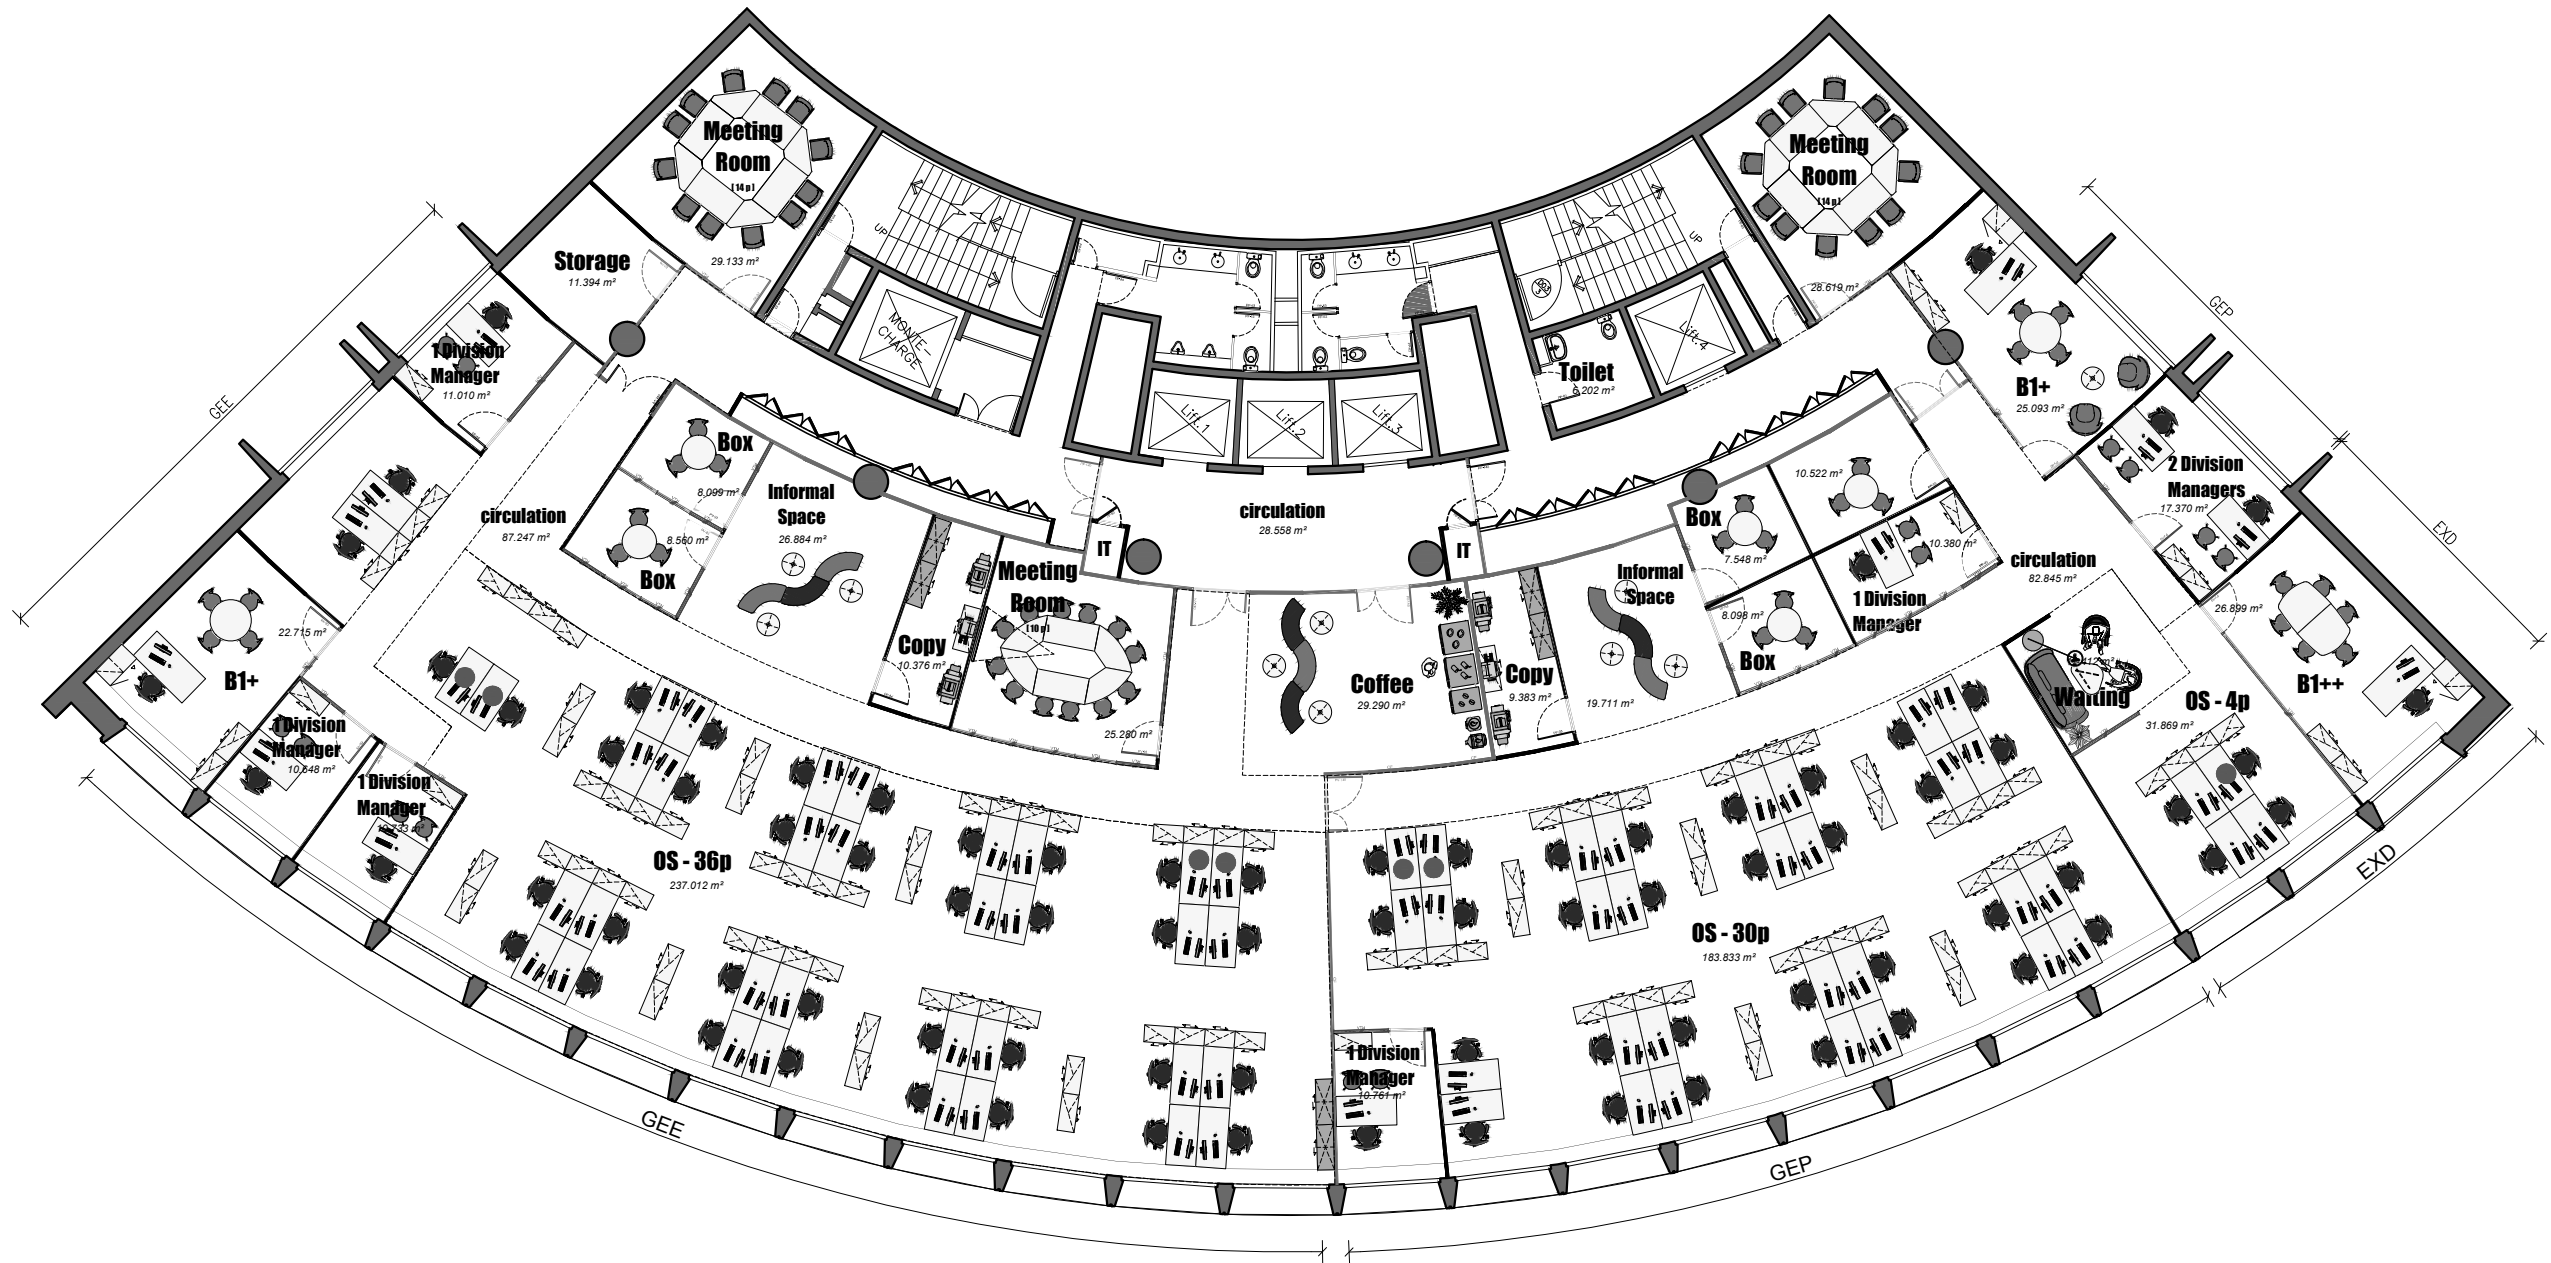 Meeting
Room
[ 14 p ]
29.133 m²
Meeting
Room
[ 14 p ]
28.619 m²
Storage
11.394 m²
UP
UP
MONTE-
CHARGE
Lift.1
Lift.2
Lift.3
Lift.4
Toilet
GEE
GEP
EXD
1 Division
Manager
11.010 m²
B1+
25.093 m²
2 Division
Managers
17.370 m²
Box
8.099 m²
Box
8.560 m²
circulation
87.247 m²
Informal
Space
26.884 m²
circulation
28.558 m²
IT
IT
Meeting
Room
[ 10 p ]
25.280 m²
Copy
10.376 m²
Coffee
29.290 m²
Copy
9.383 m²
Informal
Space
19.711 m²
Box
7.548 m²
10.522 m²
Box
8.098 m²
1 Division
Manager
10.380 m²
circulation
82.845 m²
Waiting
26.899 m²
B1++
OS - 4p
31.869 m²
22.715 m²
B1+
1 Division
Manager
10.648 m²
1 Division
Manager
OS - 36p
237.012 m²
OS - 30p
183.833 m²
1 Division
Manager
10.761 m²
GEE
GEP
EXD